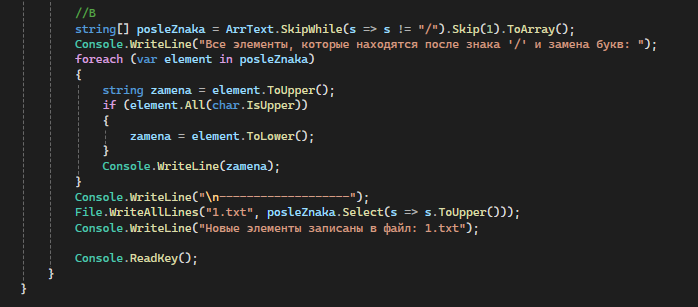 //В
string[] posleZnaka = ArrText.SkipWhile(s => s != "/").Skip(1).ToArray();
Console.WriteLine("Все элементы, которые находятся после знака '/' и замена букв: ");
foreach (var element in posleZnaka)
{
string zamena = element.ToUpper();
if (element.All(char.IsUpper))
{
zamena = element.ToLower();
}
Console.WriteLine(zamena);
}
Console.WriteLine("\n-------------------");
File.WriteAllLines("1.txt", posleZnaka.Select(s => s.ToUpper()));
Console.WriteLine("Новые элементы записаны в файл: 1.txt");
Console.ReadKey();
}
}